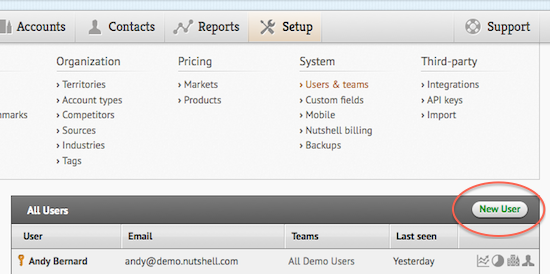 Accounts Contacts Reports Setup Support
Organization Pricing System Third-party
› Territories › Markets › Users & teams › Integrations
› Account types › Products › Custom fields › API keys
kmarks › Competitors › Mobile › Import
› Sources › Nutshell billing
› Industries › Backups
› Tags
All Users New User
User Email Teams Last seen
Andy Bernard andy@demo.nutshell.com All Demo Users Yesterday